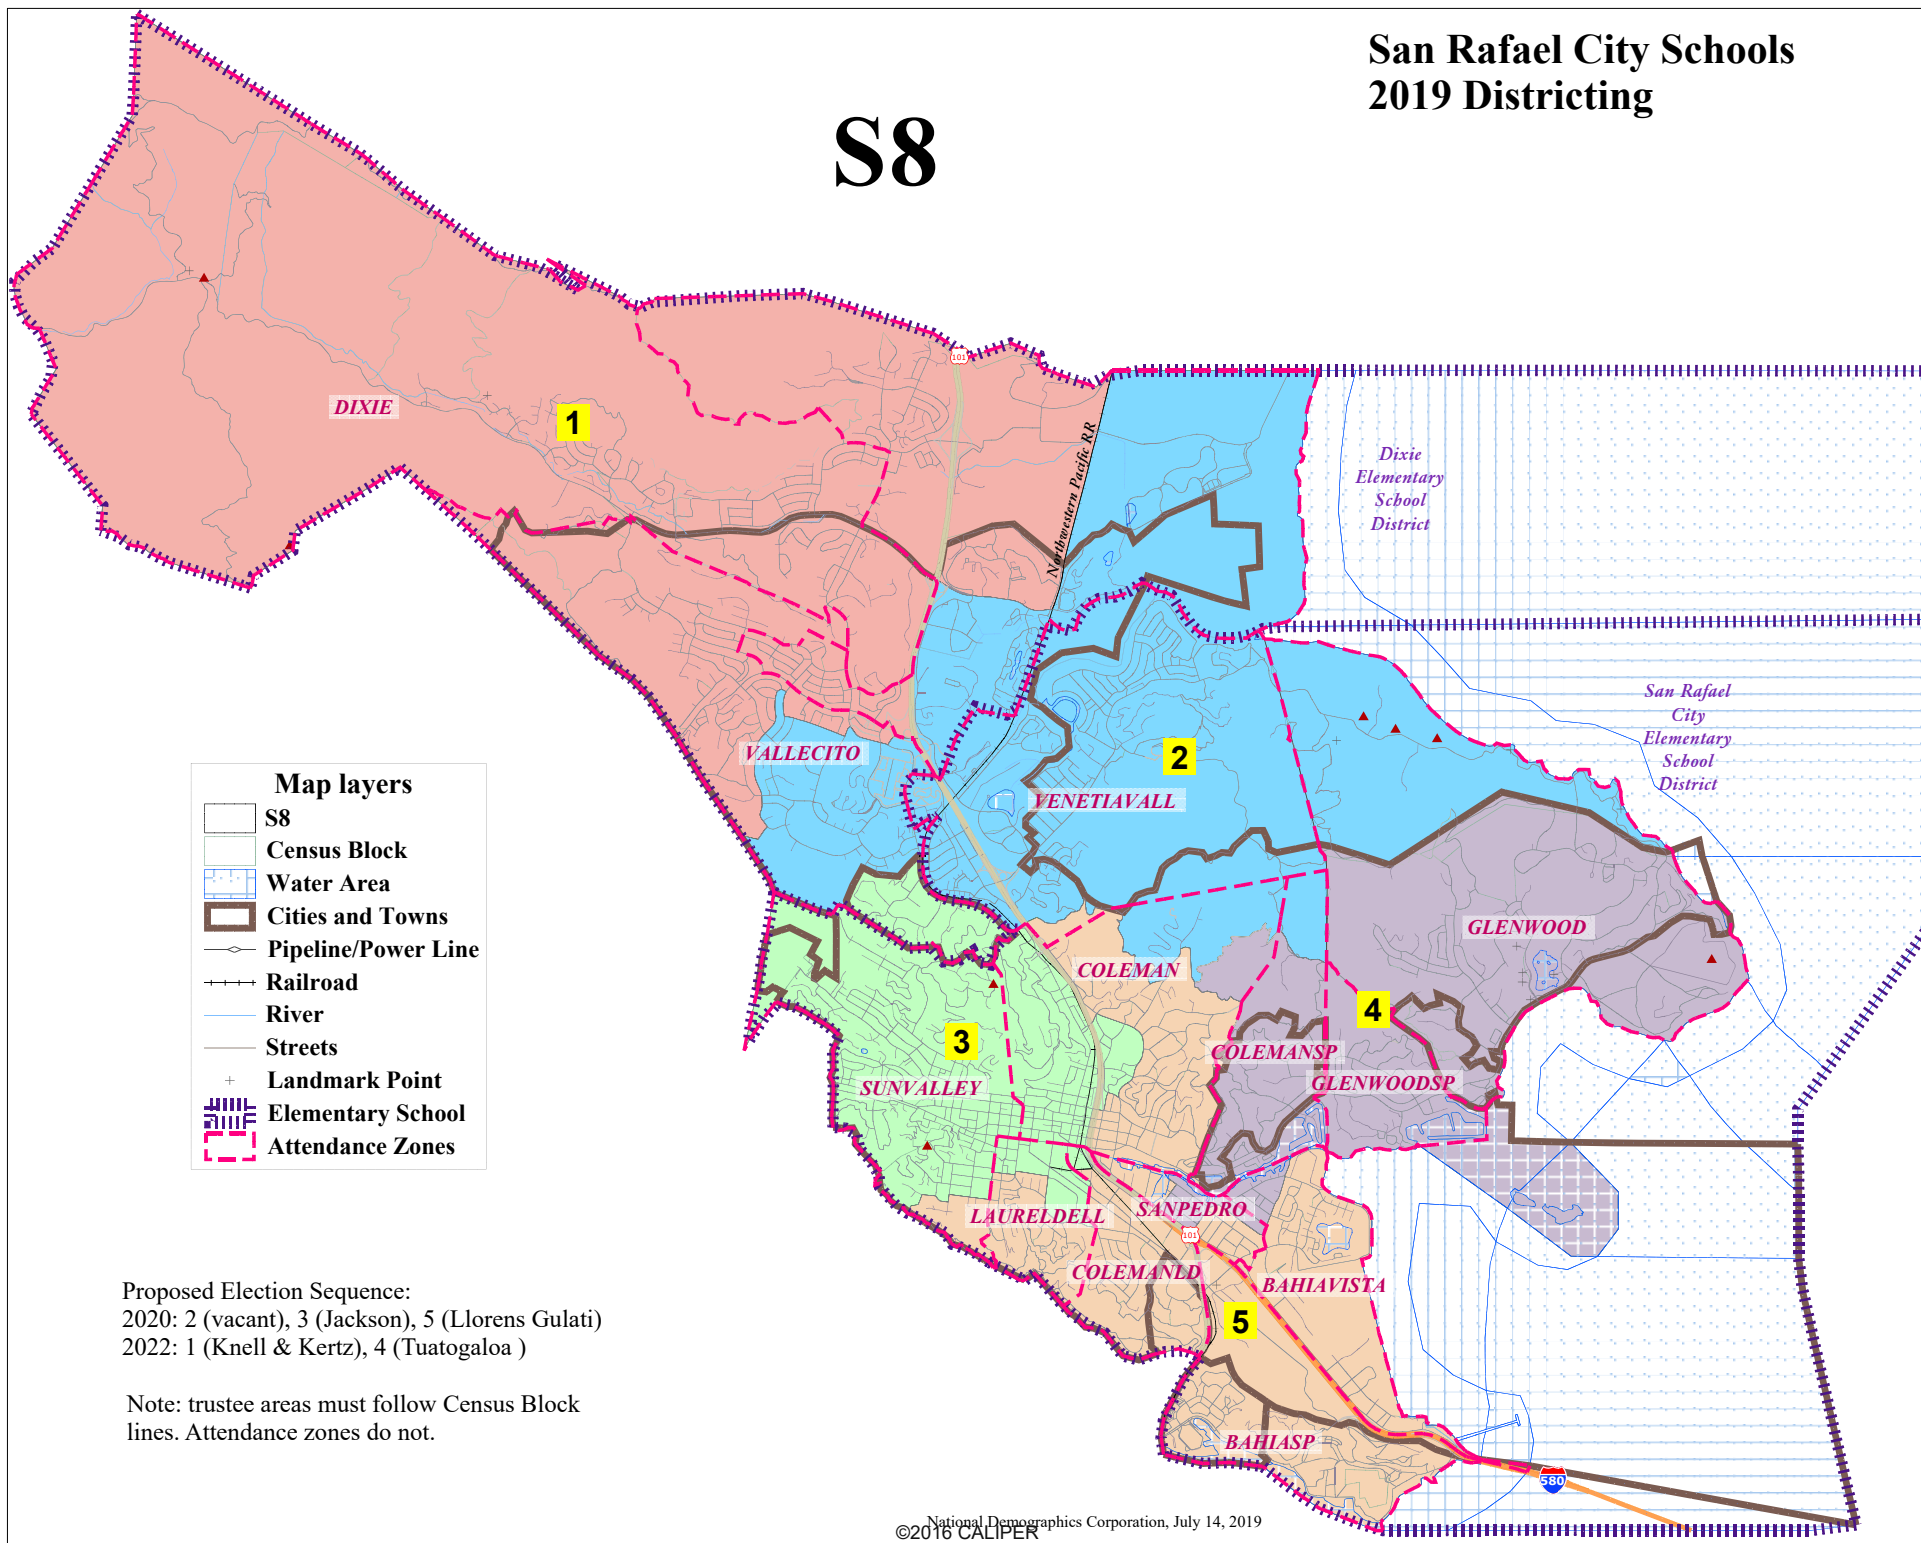 San Rafael City Schools
2019 Districting
S8
101
DIXIE
1
Northwestern Pacific RR
Dixie
Elementary
School
District
San Rafael
City
Elementary
School
District
VALLECITO
2
VENETIAVALL
Map layers
S8
Census Block
Water Area
Cities and Towns
Pipeline/Power Line
Railroad
River
Streets
Landmark Point
Elementary School
Attendance Zones
GLENWOOD
COLEMAN
4
3
COLEMANSP
GLENWOODSP
SUNVALLEY
LAURELDELL
SANPEDRO
101
COLEMANLD
BAHIAVISTA
5
BAHIASP
580
Proposed Election Sequence:
2020: 2 (vacant), 3 (Jackson), 5 (Llorens Gulati)
2022: 1 (Knell & Kertz), 4 (Tuatogaloa )
Note: trustee areas must follow Census Block
lines. Attendance zones do not.
National Demographics Corporation, July 14, 2019
©2016 CALIPER